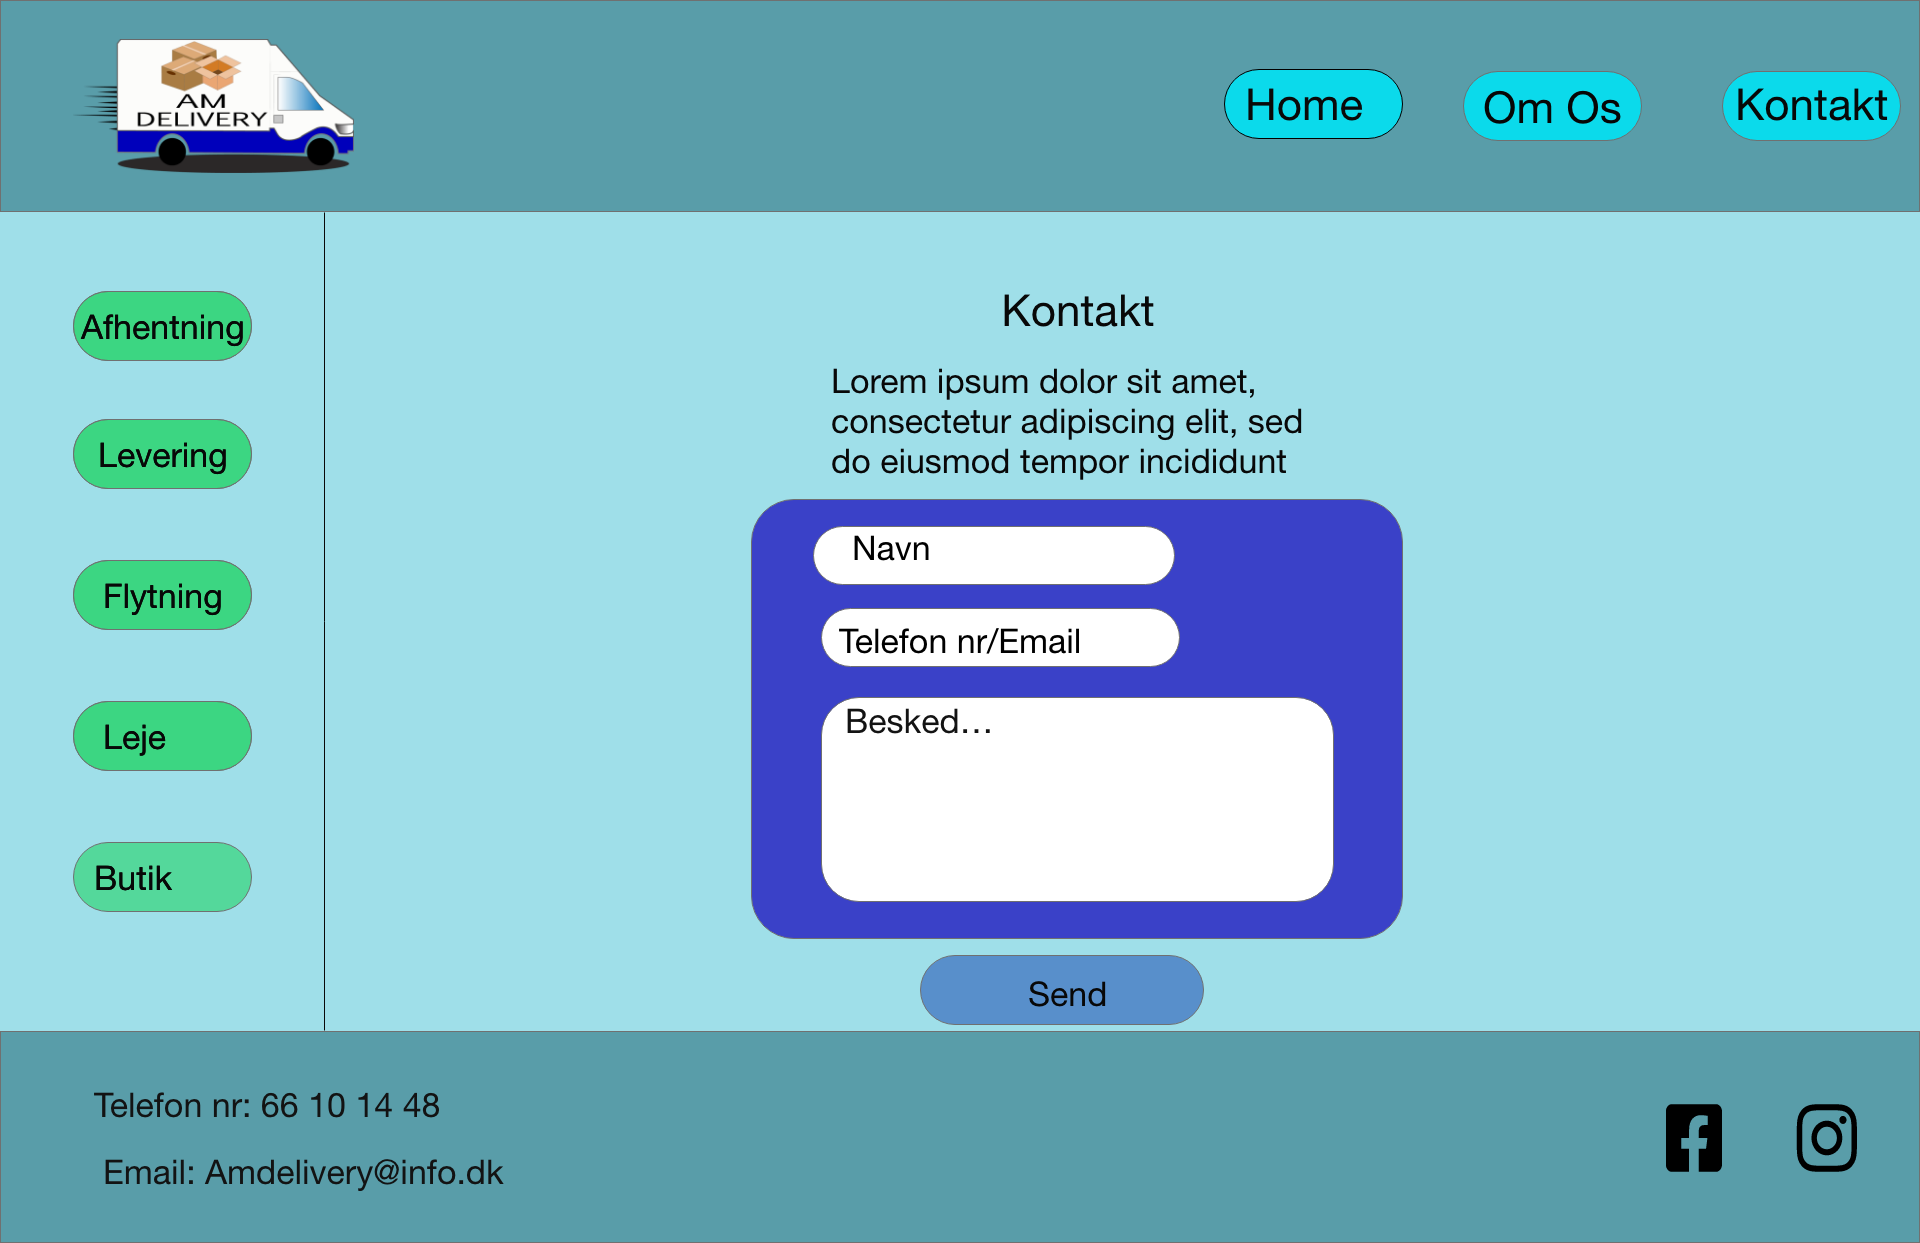 AM
DELIVERY
Home
Om Os
Kontakt
Afhentning
Levering
Flytning
Leje
Butik
Kontakt
Lorem ipsum dolor sit amet,
consectetur adipiscing elit, sed
do eiusmod tempor incididunt
Navn
Telefon nr/Email
Besked...
Send
Telefon nr: 66 10 14 48
Email: Amdelivery@info.dk